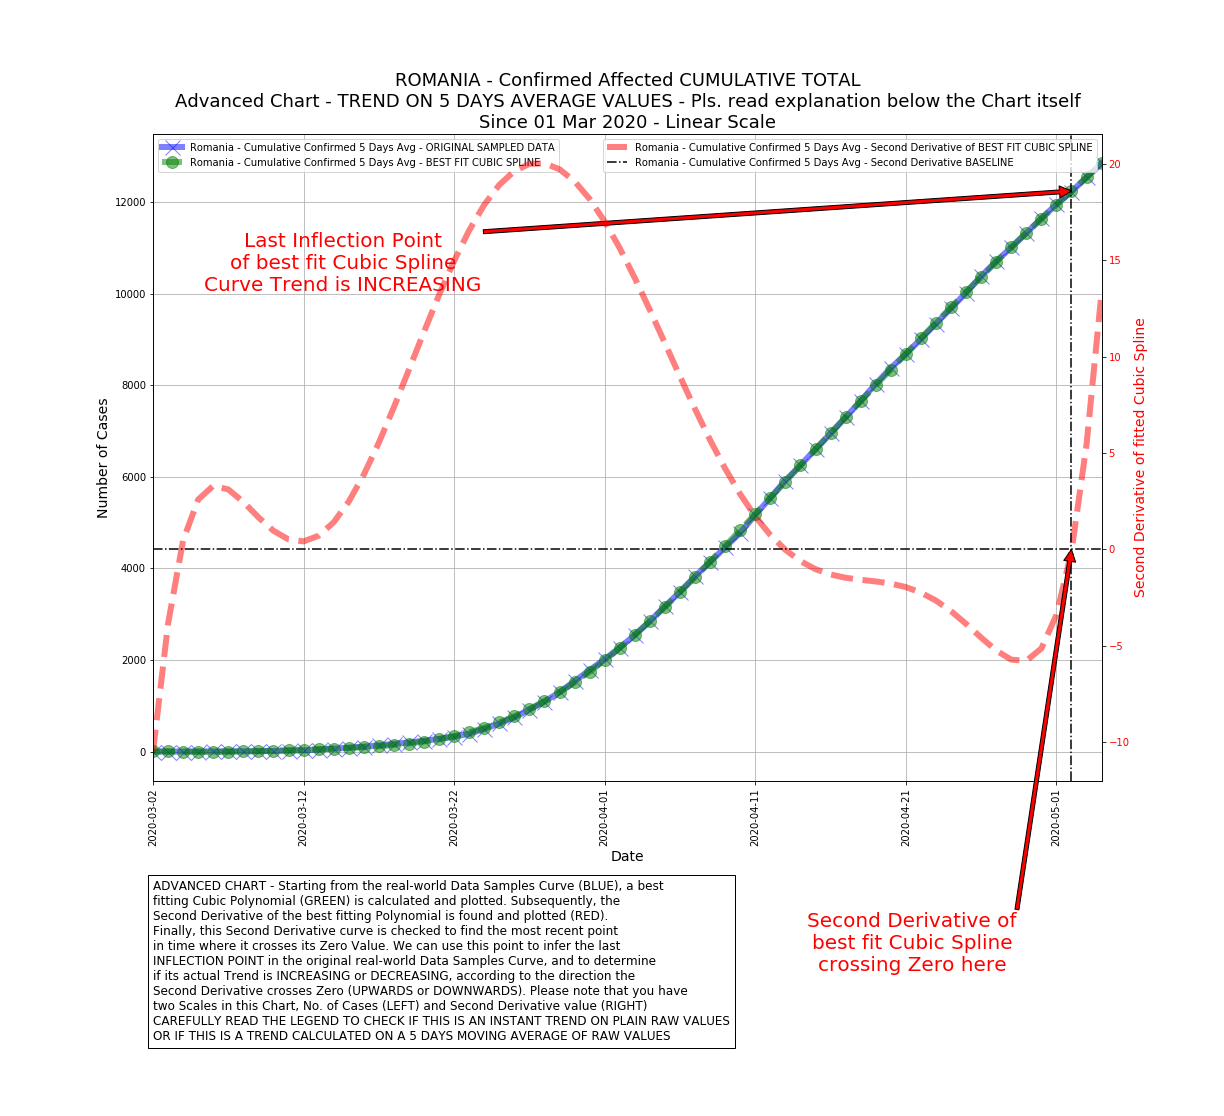 ROMANIA - Confirmed Affected CUMULATIVE TOTAL
Advanced Chart - TREND ON 5 DAYS AVERAGE VALUES - Pls. read explanation below the Chart itself
Since 01 Mar 2020 - Linear Scale
Romania - Cumulative Confirmed 5 Days Avg - ORIGINAL SAMPLED DATA
Romania - Cumulative Confirmed 5 Days Avg - BEST FIT CUBIC SPLINE
Romania - Cumulative Confirmed 5 Days Avg - Second Derivative of BEST FIT CUBIC SPLINE
Romania - Cumulative Confirmed 5 Days Avg - Second Derivative BASELINE
Last Inflection Point
of best fit Cubic Spline
Curve Trend is INCREASING
Number of Cases
12000
10000
8000
6000
4000
2000
0
20
15
10
5
0
−5
−10
Second Derivative of fitted Cubic Spline
2020-03-02
2020-03-12
2020-03-22
2020-04-01
2020-04-11
2020-04-21
2020-05-01
Date
ADVANCED CHART - Starting from the real-world Data Samples Curve (BLUE), a best
fitting Cubic Polynomial (GREEN) is calculated and plotted. Subsequently, the
Second Derivative of the best fitting Polynomial is found and plotted (RED).
Finally, this Second Derivative curve is checked to find the most recent point
in time where it crosses its Zero Value. We can use this point to infer the last
INFLECTION POINT in the original real-world Data Samples Curve, and to determine
if its actual Trend is INCREASING or DECREASING, according to the direction the
Second Derivative crosses Zero (UPWARDS or DOWNWARDS). Please note that you have
two Scales in this Chart, No. of Cases (LEFT) and Second Derivative value (RIGHT)
CAREFULLY READ THE LEGEND TO CHECK IF THIS IS AN INSTANT TREND ON PLAIN RAW VALUES
OR IF THIS IS A TREND CALCULATED ON A 5 DAYS MOVING AVERAGE OF RAW VALUES
Second Derivative of
best fit Cubic Spline
crossing Zero here